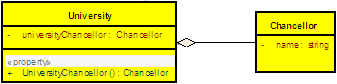 University
- universityChancellor : Chancellor
«property»
+ UniversityChancellor () : Chancellor
Chancellor
- name : string